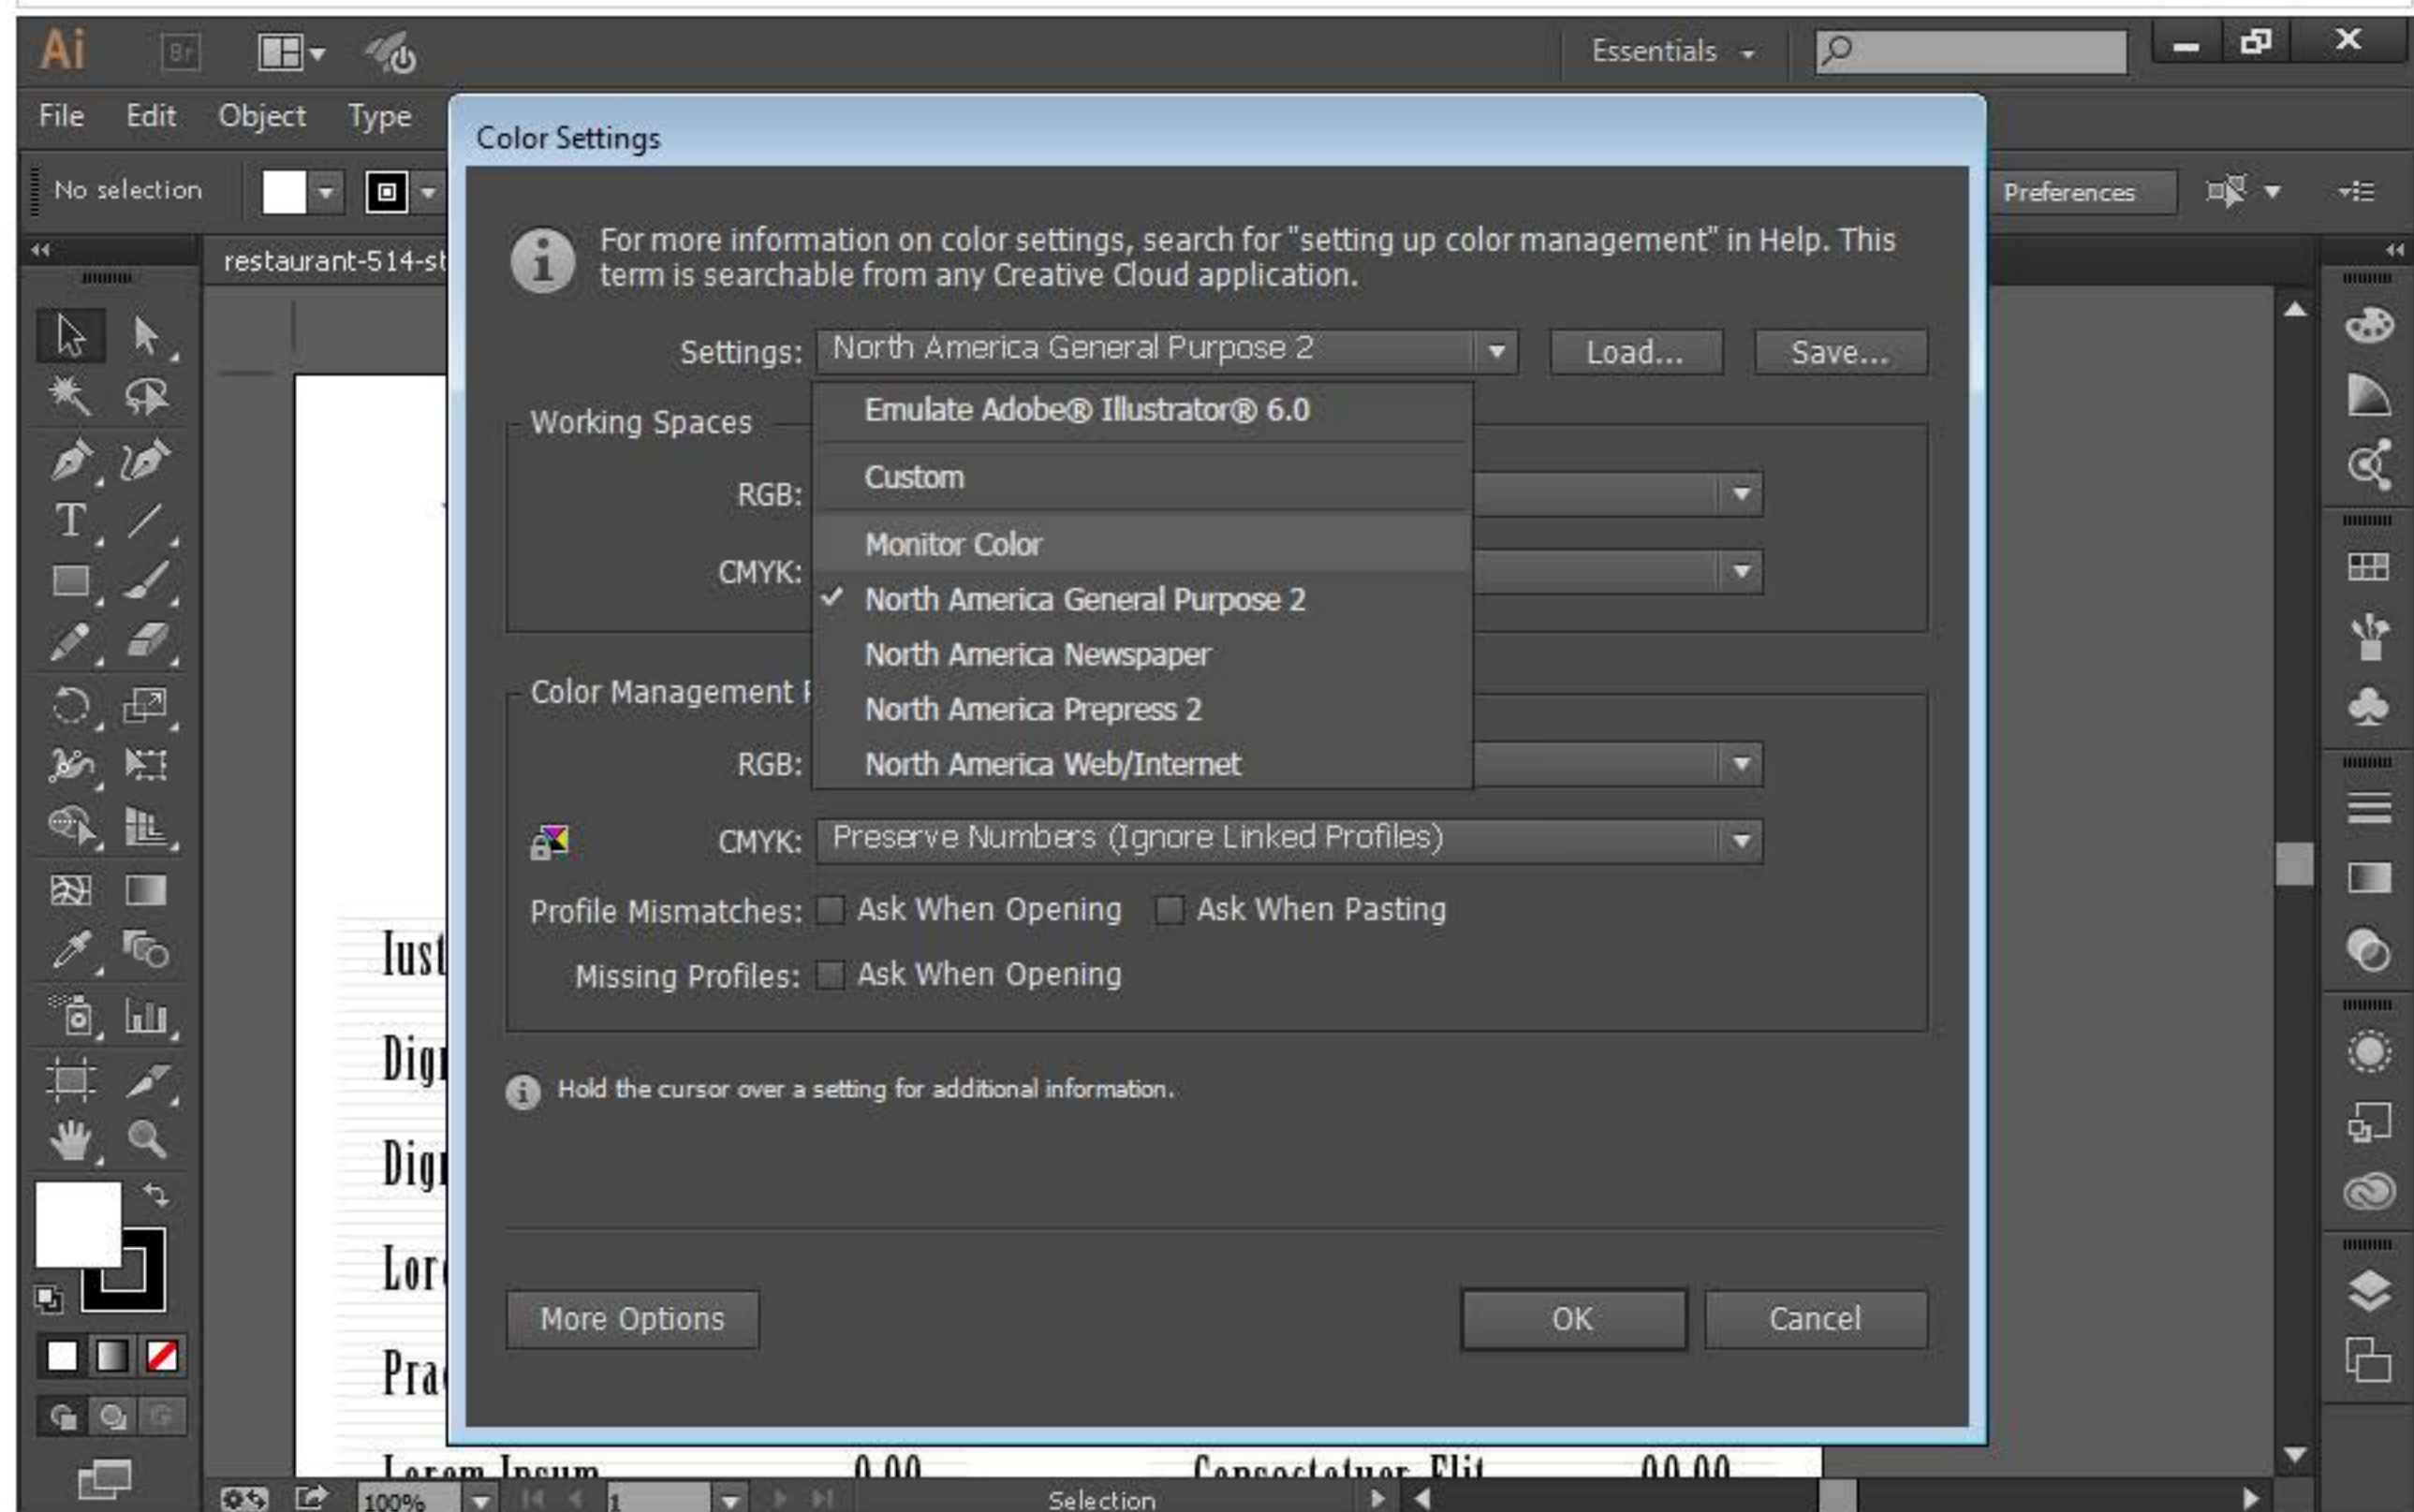 Ai Br Essentials
File Edit Object Type
Color Settings
No selection
Preferences
restaurant-514-st
For more information on color settings, search for "setting up color management" in Help. This
term is searchable from any Creative Cloud application.
Settings: North America General Purpose 2 Load... Save...
Emulate Adobe® Illustrator® 6.0
Working Spaces
Custom
RGB:
Monitor Color
CMYK:
North America General Purpose 2
North America Newspaper
Color Management P
North America Prepress 2
RGB:
North America Web/Internet
CMYK: Preserve Numbers (Ignore Linked Profiles)
Profile Mismatches: Ask When Opening Ask When Pasting
Missing Profiles: Ask When Opening
Iust
Dign
Hold the cursor over a setting for additional information.
Dign
Lore
More Options OK Cancel
Prae
Lorem Ipsum 0.00 Consectetuer Elit 00.00
100% 1 Selection